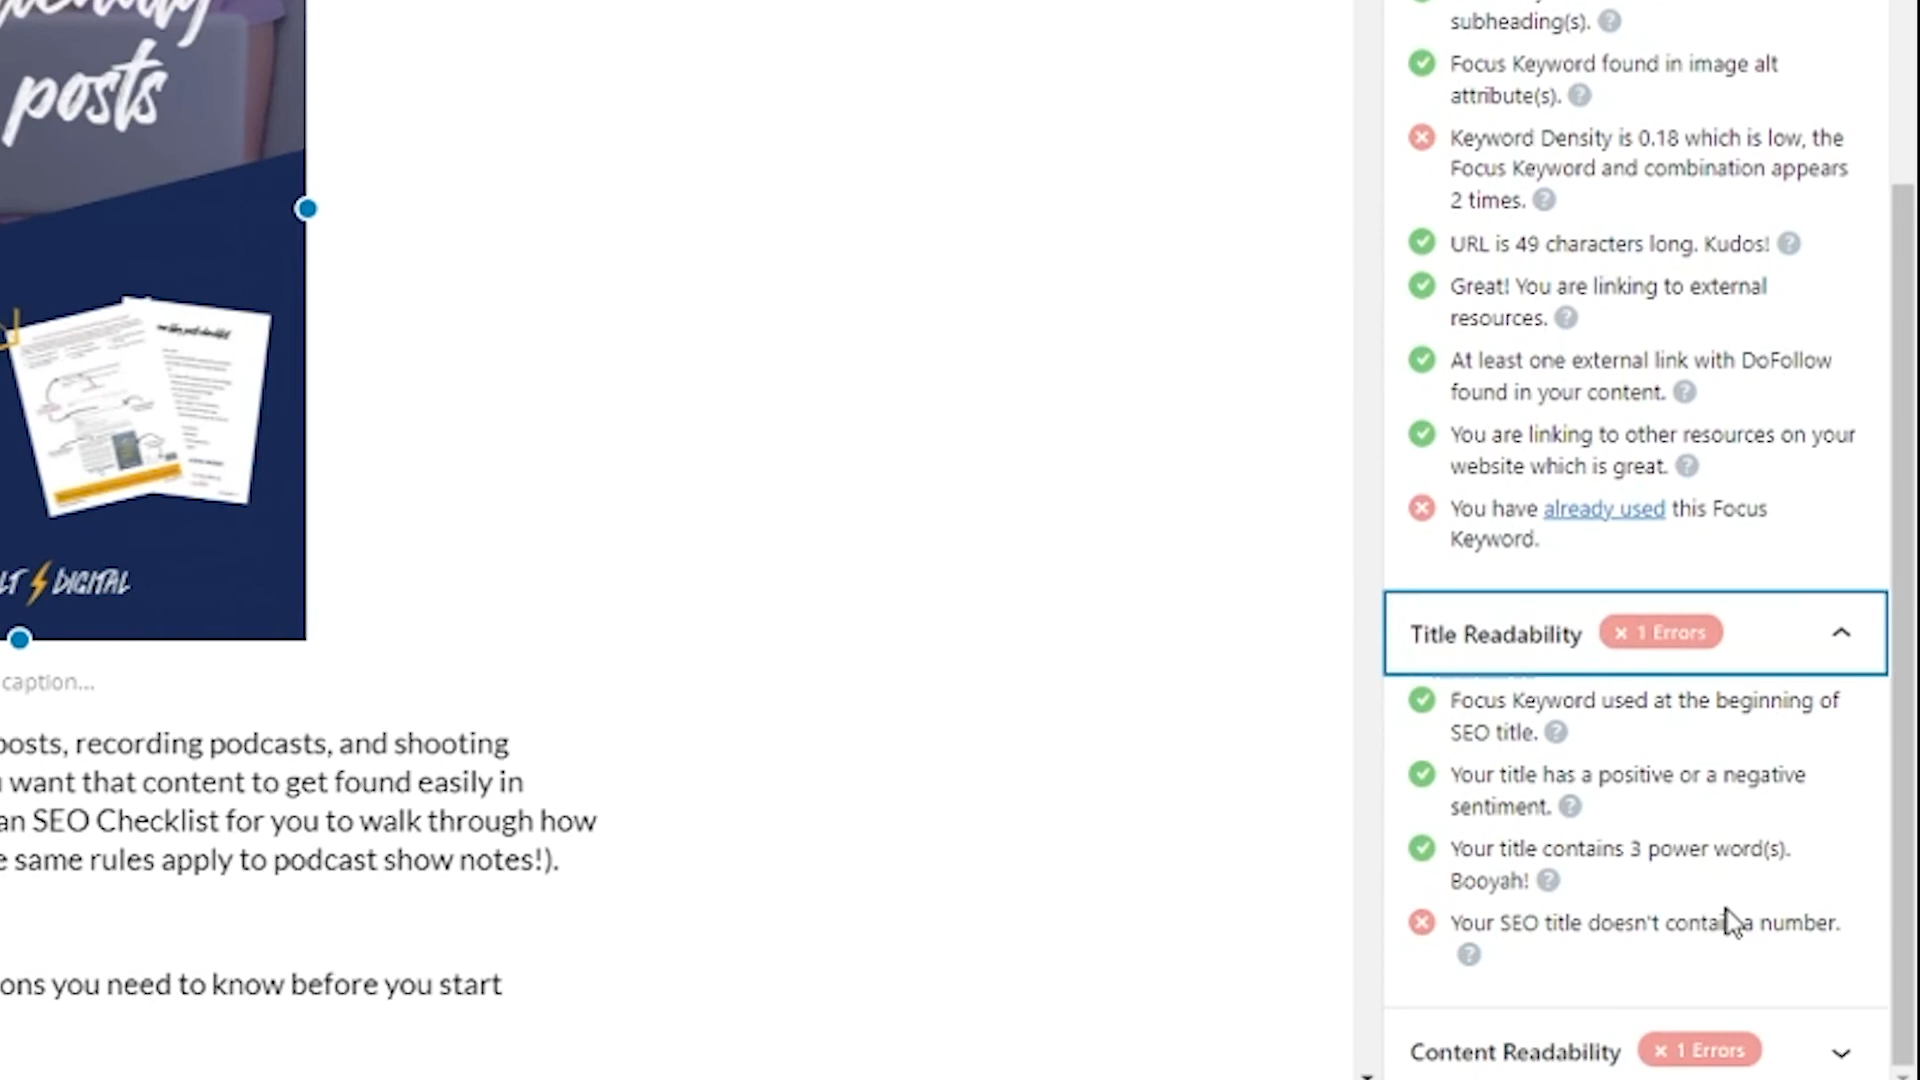 posts
LT DIGITAL
caption...
posts, recording podcasts, and shooting
want that content to get found easily in
an SEO Checklist for you to walk through how
e same rules apply to podcast show notes!).
ons you need to know before you start
subheading(s). ?
Focus Keyword found in image alt
attribute(s). ?
Keyword Density is 0.18 which is low, the
Focus Keyword and combination appears
2 times. ?
URL is 49 characters long. Kudos! ?
Great! You are linking to external
resources. ?
At least one external link with DoFollow
found in your content. ?
You are linking to other resources on your
website which is great. ?
You have already used this Focus
Keyword.
Title Readability × 1 Errors
Focus Keyword used at the beginning of
SEO title. ?
Your title has a positive or a negative
sentiment. ?
Your title contains 3 power word(s).
Booyah! ?
Your SEO title doesn't contain a number.
?
Content Readability × 1 Errors